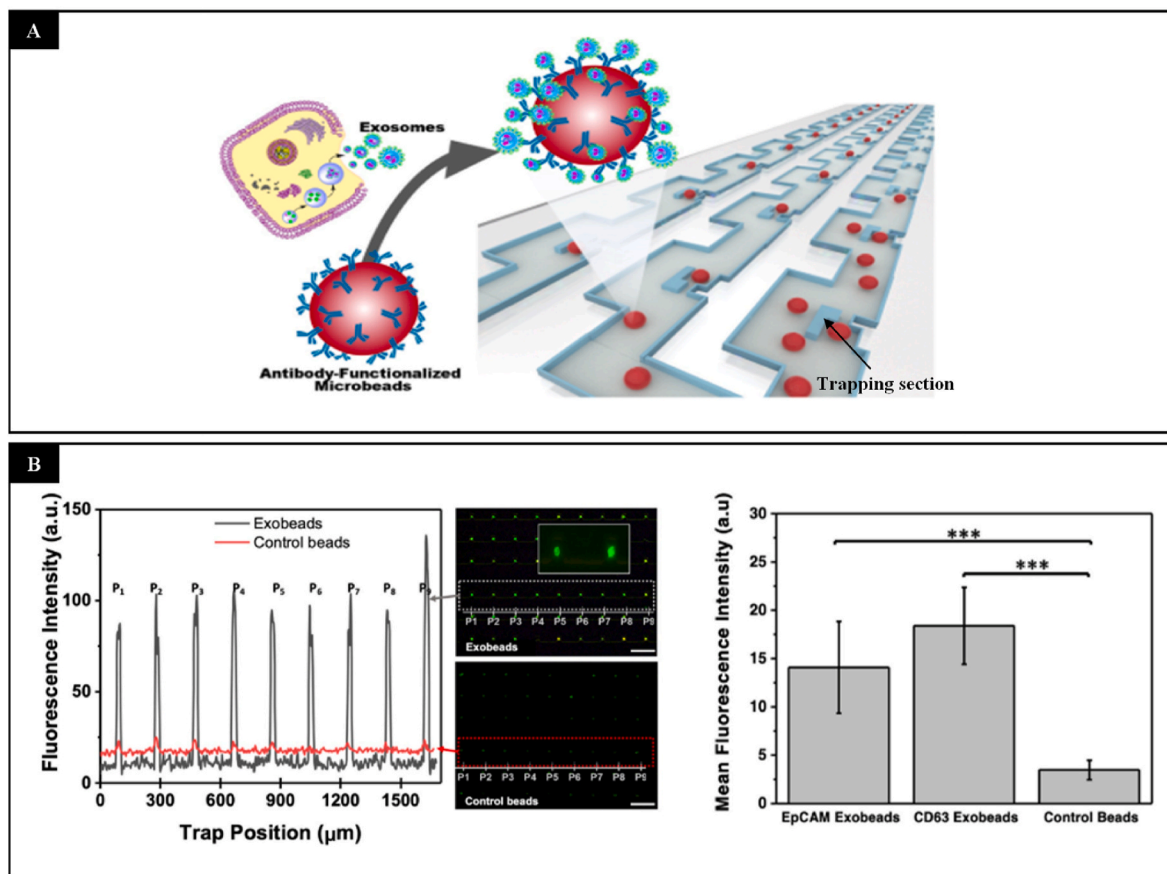 A
Exosomes
Antibody-Functionalized
Microbeads
Trapping section
B
Fluorescence Intensity (a.u.)
150
100
50
0
Exobeads
Control beads
P1 P2 P3 P4 P5 P6 P7 P8 P9
0 300 600 900 1200 1500
Trap Position (µm)
P1 P2 P3 P4 P5 P6 P7 P8 P9
Exobeads
P1 P2 P3 P4 P5 P6 P7 P8 P9
Control beads
Mean Fluorescence Intensity (a.u)
30
25
20
15
10
5
0
***
***
EpCAM Exobeads CD63 Exobeads Control Beads